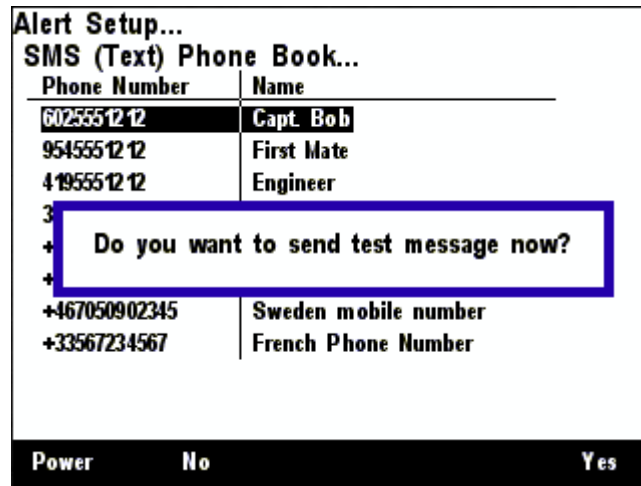 Alert Setup...
SMS (Text) Phone Book...
Phone Number Name
6025551212 Capt. Bob
9545551212 First Mate
4195551212 Engineer
3
+
Do you want to send test message now?
+
+467050902345 Sweden mobile number
+33567234567 French Phone Number
Power No Yes